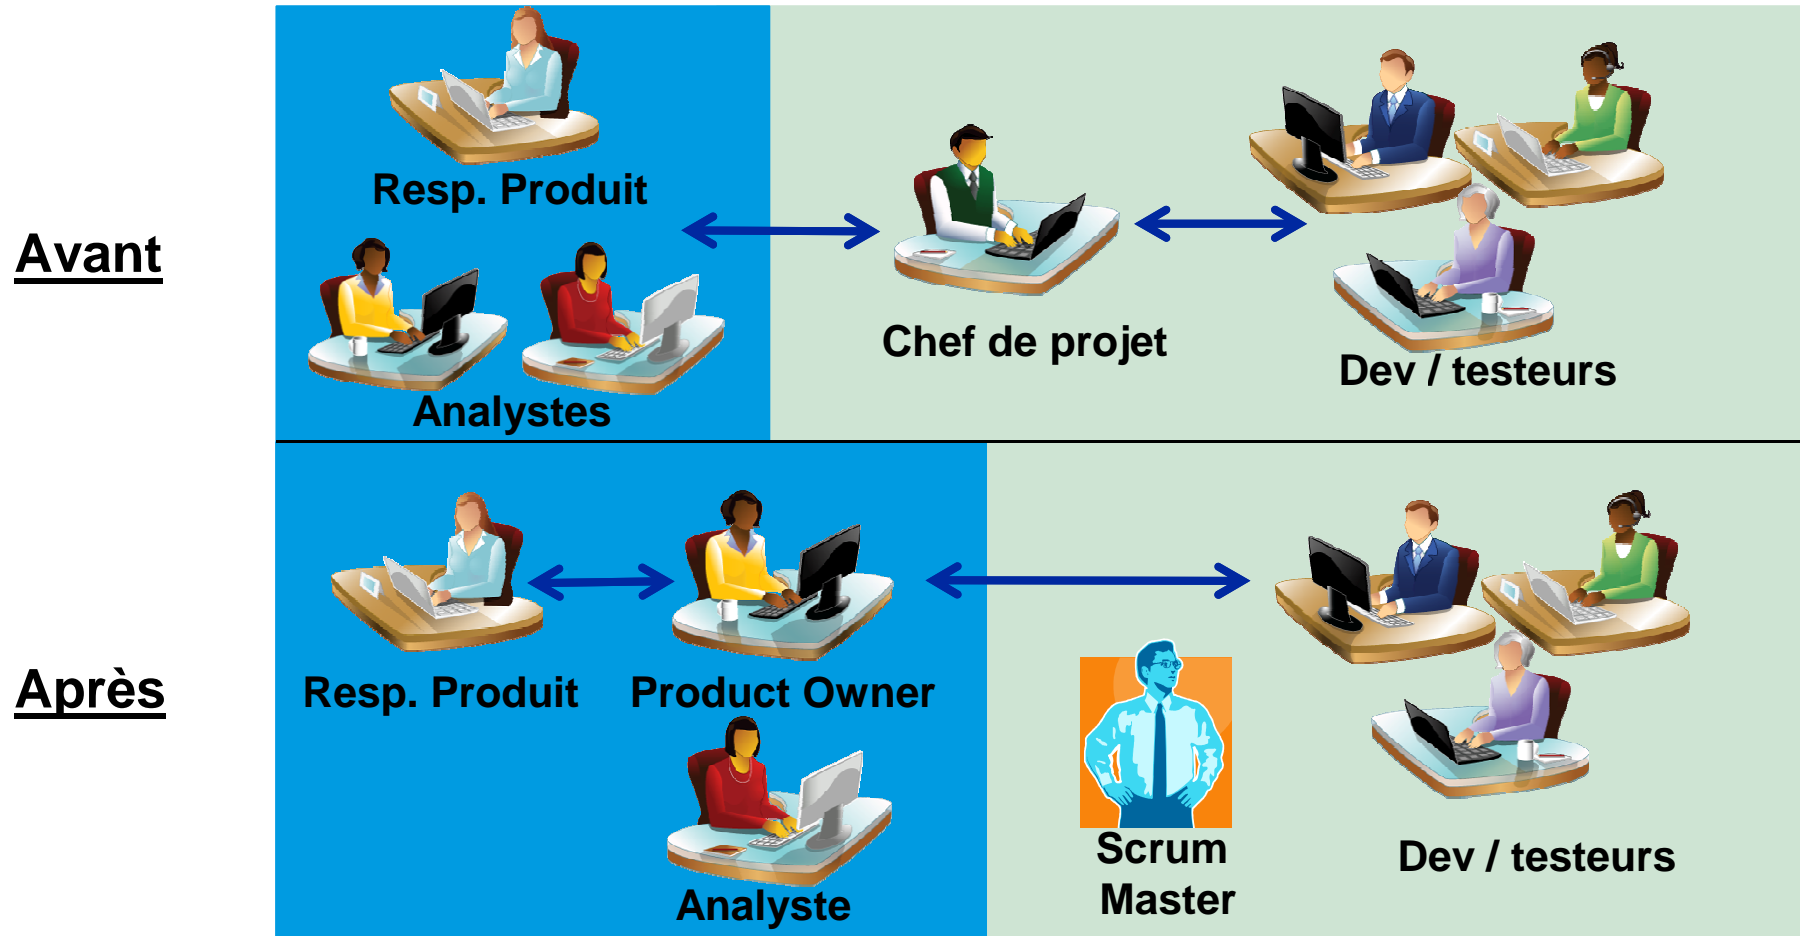 Resp. Produit
Avant
Chef de projet
Dev / testeurs
Analystes
Resp. Produit
Product Owner
Après
Scrum
Master
Dev / testeurs
Analyste